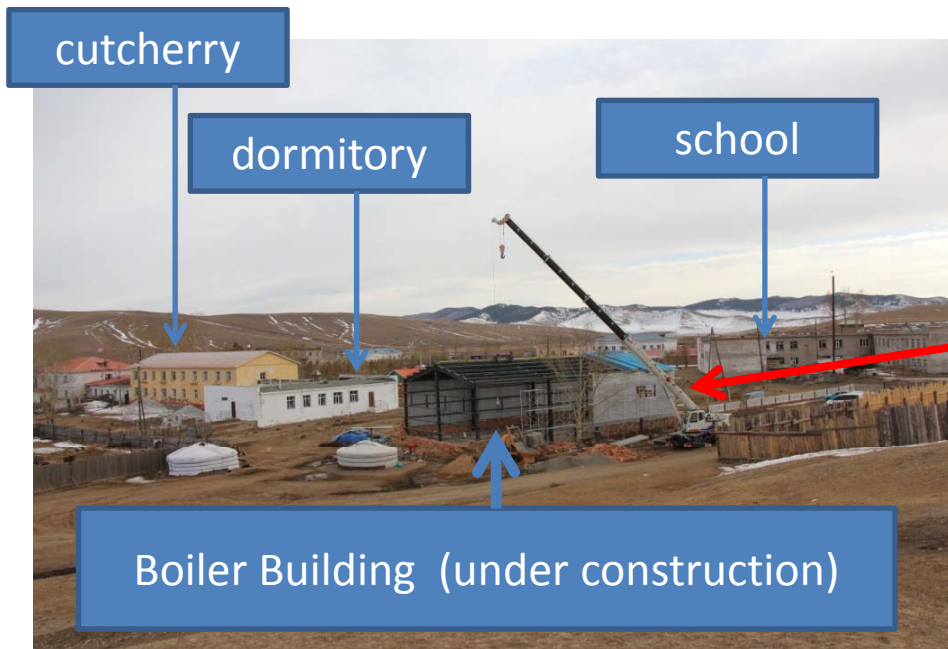 cutcherry
dormitory
school
Boiler Building (under construction)